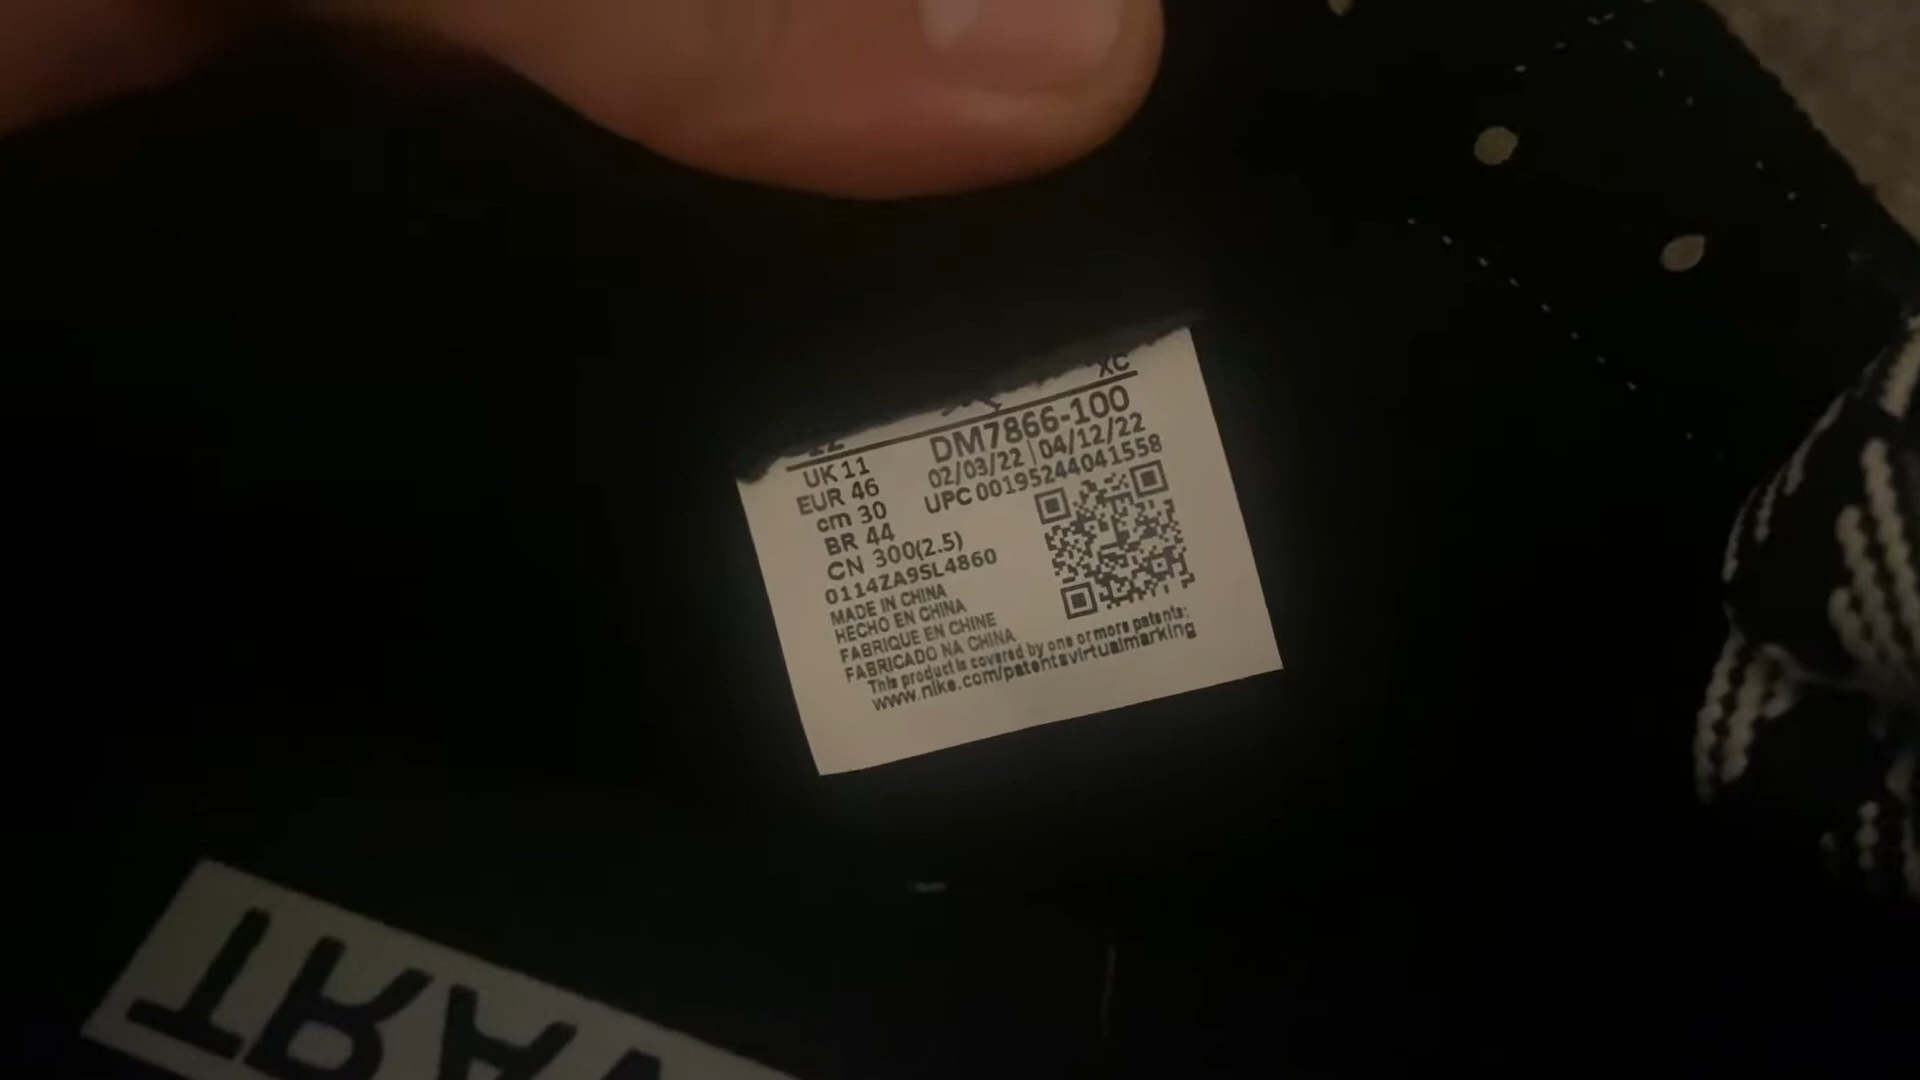 XC
12
UK 11
EUR 46
cm 30
BR 44
CN 300(2.5)
DM7866-100
02/03/22 | 04/12/22
UPC 00195244041558
0114ZA9SL4860
MADE IN CHINA
HECHO EN CHINA
FABRIQUE EN CHINE
FABRICADO NA CHINA
This product is covered by one or more patents:
www.nike.com/patentsvirtualmarking
TRAV